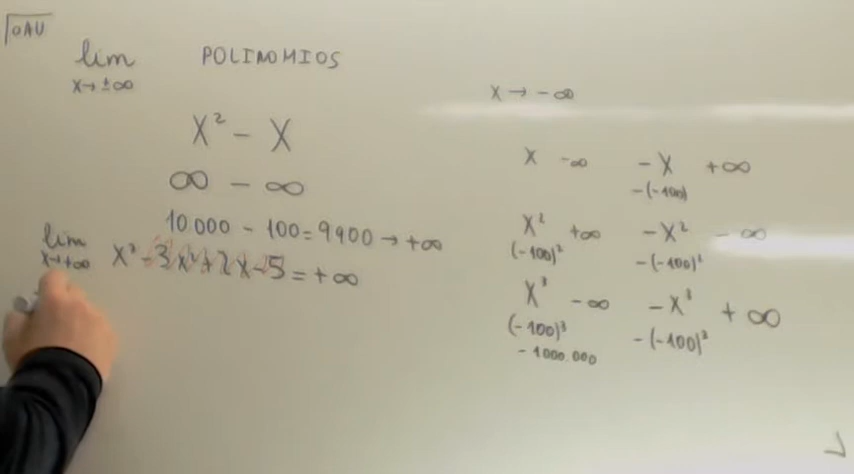 OAU
lim POLINOMIOS
x→±∞
x² - x
∞ - ∞
10.000 - 100 = 9900 → +∞
lim x³ - 3x² + 2x - 5 = +∞
x→+∞
x → -∞
x -∞ -x +∞
-(-100)
x² +∞ -x² -∞
(-100)² -(-100)²
x³ -∞ -x³ +∞
(-100)³ -(-100)³
-1000.000